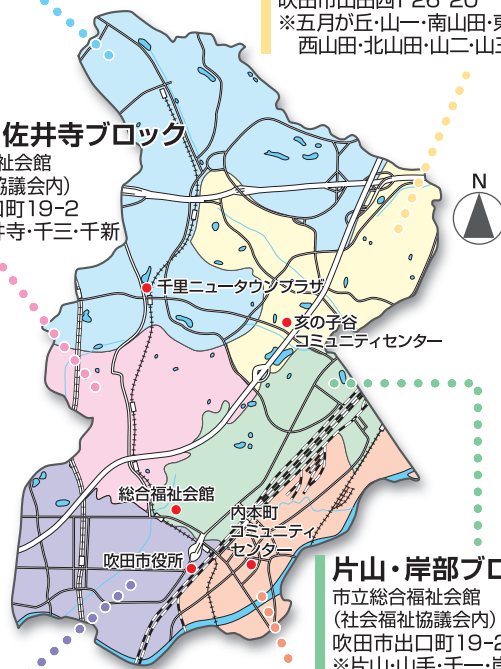 吹田市山田西1-26-20
※五月が丘・山一・南山田・東
西山田・北山田・山二・山三
佐井寺ブロック
祉会館
協議会内）
口町19-2
井寺・千三・千新
N
千里ニュータウンプラザ
亥の子谷
コミュニティセンター
総合福祉会館
内本町
コミュニティ
センター
吹田市役所
片山・岸部ブロ
市立総合福祉会館
（社会福祉協議会内）
吹田市出口町19-2
※片山・山手・千一・岸